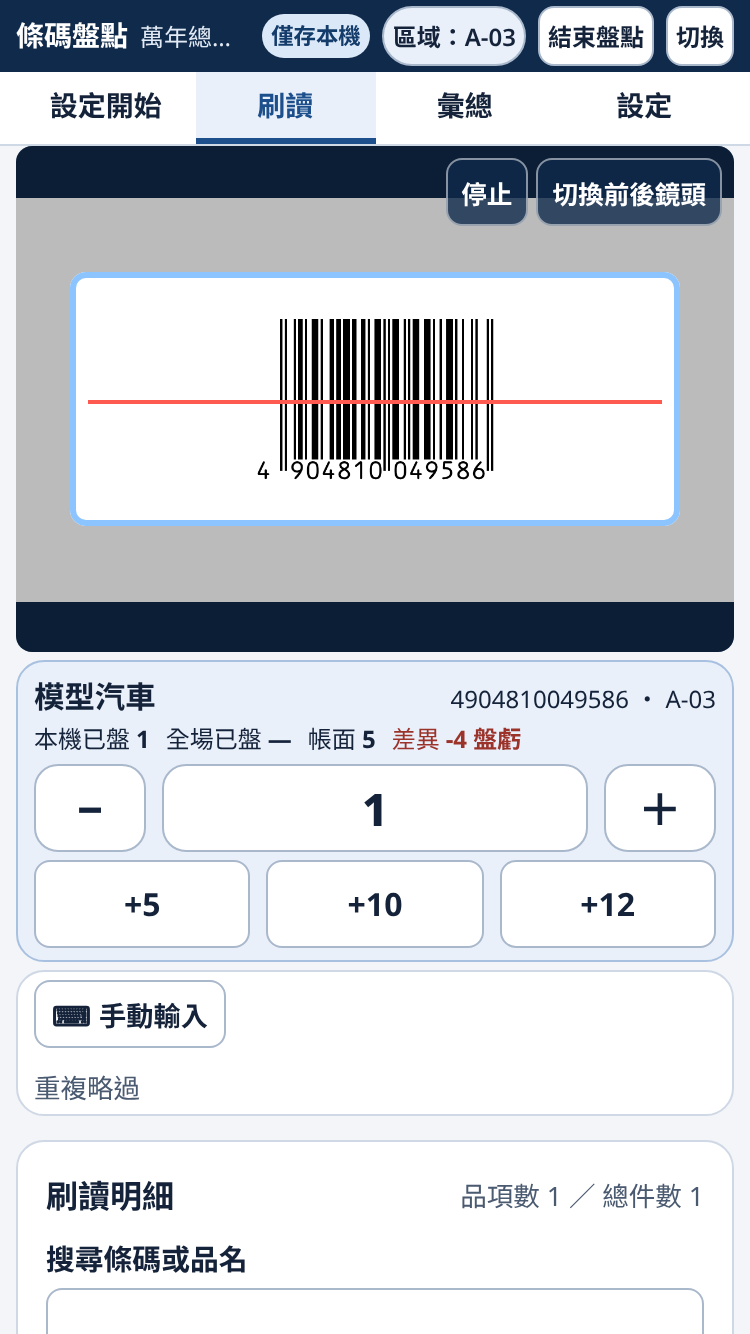 條碼盤點 萬年總... 僅存本機 區域：A-03 結束盤點 切換
設定開始 刷讀 彙總 設定
停止 切換前後鏡頭
4 904810 049586
模型汽車 4904810049586 · A-03
本機已盤 1 全場已盤 — 帳面 5 差異 -4 盤虧
− 1 +
+5 +10 +12
⌨ 手動輸入
重複略過
刷讀明細 品項數 1 ／ 總件數 1
搜尋條碼或品名